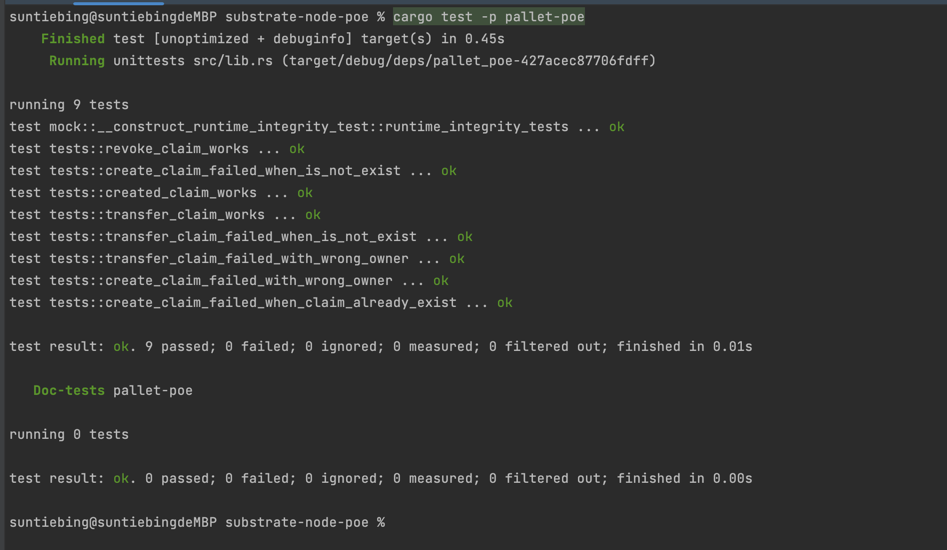 suntiebing@suntiebingdeMBP substrate-node-poe % cargo test -p pallet-poe
Finished test [unoptimized + debuginfo] target(s) in 0.45s
Running unittests src/lib.rs (target/debug/deps/pallet_poe-427acec87706fdff)
running 9 tests
test mock::__construct_runtime_integrity_test::runtime_integrity_tests ... ok
test tests::revoke_claim_works ... ok
test tests::create_claim_failed_when_is_not_exist ... ok
test tests::created_claim_works ... ok
test tests::transfer_claim_works ... ok
test tests::transfer_claim_failed_when_is_not_exist ... ok
test tests::transfer_claim_failed_with_wrong_owner ... ok
test tests::create_claim_failed_with_wrong_owner ... ok
test tests::create_claim_failed_when_claim_already_exist ... ok
test result: ok. 9 passed; 0 failed; 0 ignored; 0 measured; 0 filtered out; finished in 0.01s
Doc-tests pallet-poe
running 0 tests
test result: ok. 0 passed; 0 failed; 0 ignored; 0 measured; 0 filtered out; finished in 0.00s
suntiebing@suntiebingdeMBP substrate-node-poe %